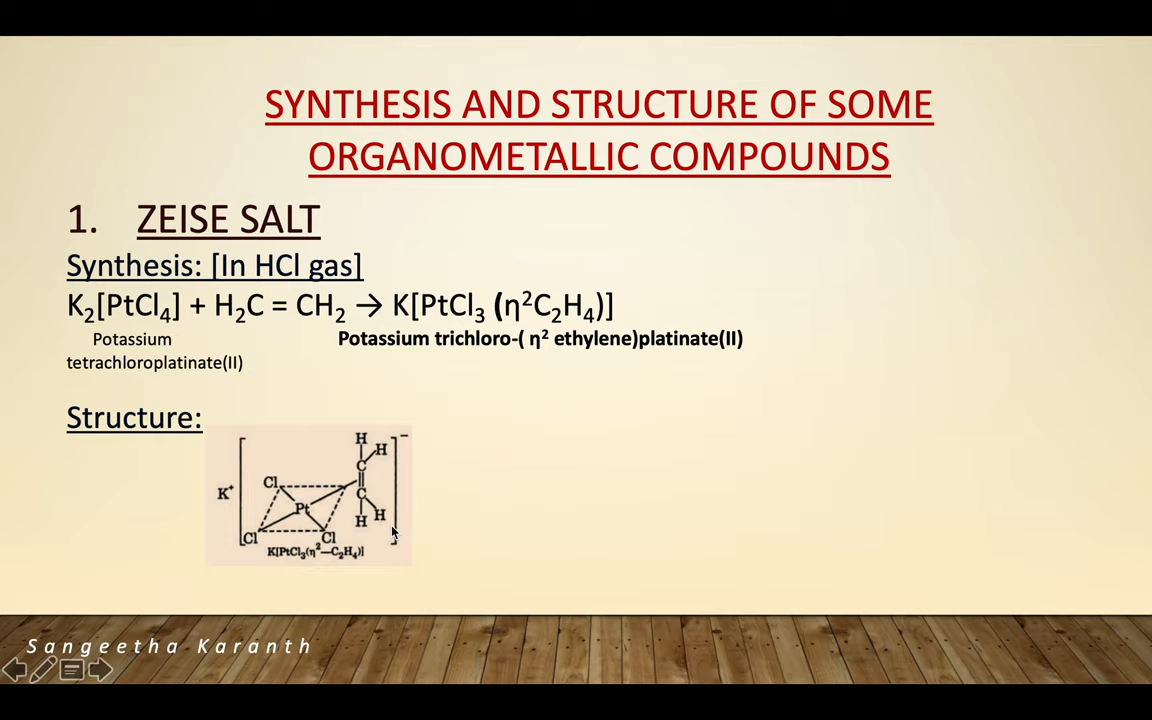 SYNTHESIS AND STRUCTURE OF SOME
ORGANOMETALLIC COMPOUNDS
1. ZEISE SALT
Synthesis: [In HCl gas]
K₂[PtCl₄] + H₂C = CH₂ → K[PtCl₃ (η²C₂H₄)]
Potassium
tetrachloroplatinate(II)
Potassium trichloro-( η² ethylene)platinate(II)
Structure:
H
H
C
Cl
K⁺
Pt
C
H
H
Cl
Cl
−
K[PtCl₃(η²—C₂H₄)]
Sangeetha Karanth